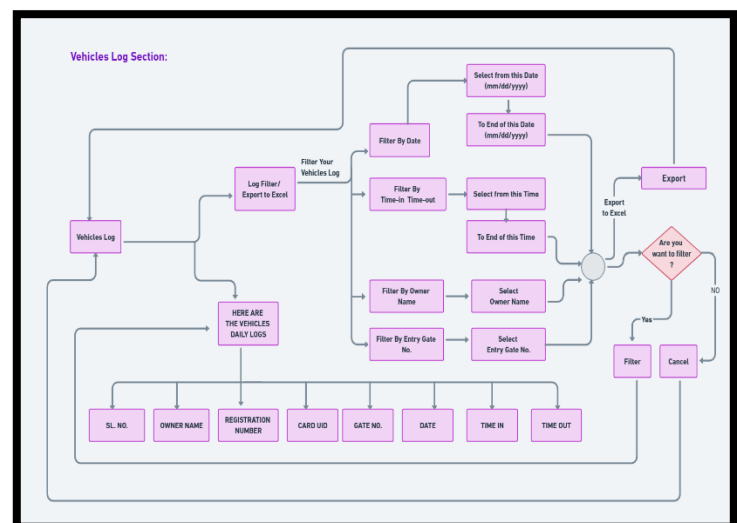 Vehicles Log Section:
Select from this Date
(mm/dd/yyyy)
To End of this Date
(mm/dd/yyyy)
Filter By Date
Filter Your
Vehicles Log
Log Filter/
Export to Excel
Filter By
Time-in Time-out
Select from this Time
Export
Export
to Excel
Vehicles Log
To End of this Time
Are you
want to filter
?
NO
Filter By Owner
Name
Select
Owner Name
HERE ARE
THE VEHICLES
DAILY LOGS
Filter By Entry Gate
No.
Select
Entry Gate No.
Yes
Filter
Cancel
SL. NO.
OWNER NAME
REGISTRATION
NUMBER
CARD UID
GATE NO.
DATE
TIME IN
TIME OUT